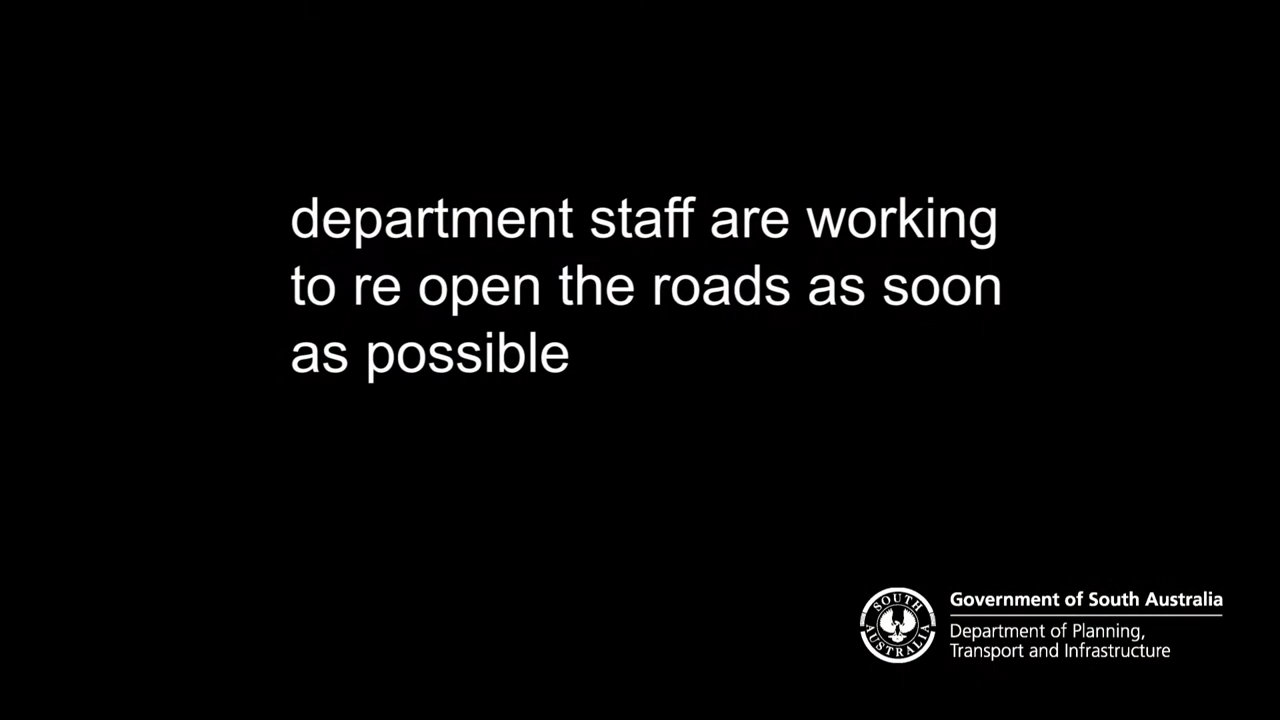 department staff are working
to re open the roads as soon
as possible
SOUTH
AUSTRALIA
Government of South Australia
Department of Planning,
Transport and Infrastructure